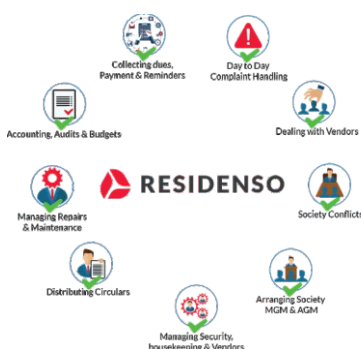 Collecting dues,
Payment & Reminders
Day to Day
Complaint Handling
Accounting, Audits & Budgets
Dealing with Vendors
RESIDENSO
Managing Repairs
& Maintenance
Society Conflicts
Distributing Circulars
Arranging Society
MGM & AGM
Managing Security,
housekeeping & Vendors